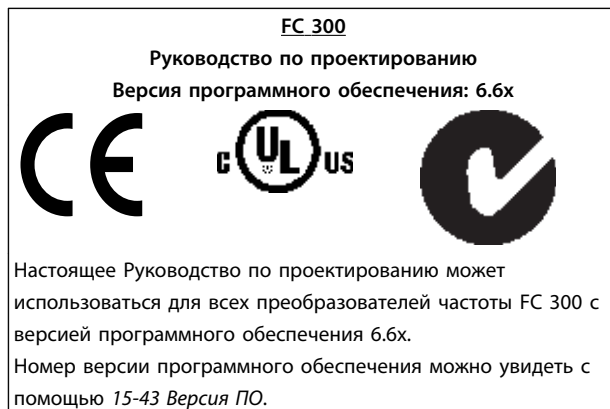 FC 300
Руководство по проектированию
Версия программного обеспечения: 6.6x
CE
C UL US
Настоящее Руководство по проектированию может
использоваться для всех преобразователей частоты FC 300 с
версией программного обеспечения 6.6x.
Номер версии программного обеспечения можно увидеть с
помощью 15-43 Версия ПО.